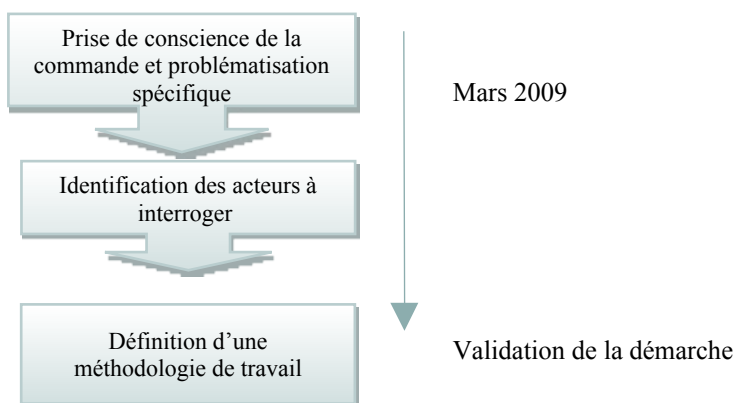 Prise de conscience de la
commande et problématisation
spécifique
Mars 2009
Identification des acteurs à
interroger
Définition d’une
méthodologie de travail
Validation de la démarche